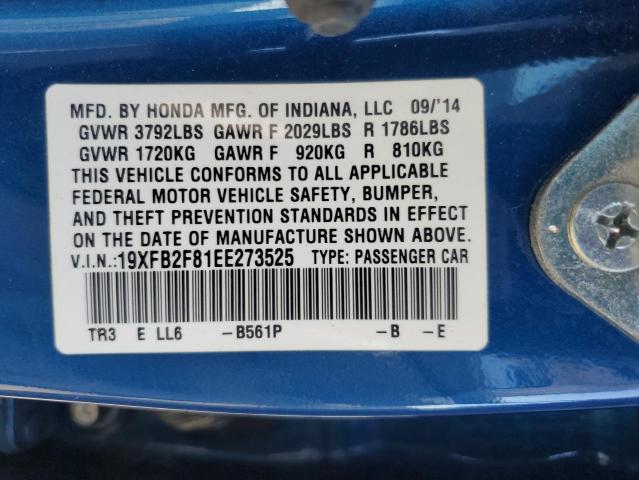 MFD. BY HONDA MFG. OF INDIANA, LLC 09/'14
GVWR 3792LBS GAWR F 2029LBS R 1786LBS
GVWR 1720KG GAWR F 920KG R 810KG
THIS VEHICLE CONFORMS TO ALL APPLICABLE
FEDERAL MOTOR VEHICLE SAFETY, BUMPER,
AND THEFT PREVENTION STANDARDS IN EFFECT
ON THE DATE OF MANUFACTURE SHOWN ABOVE.
V.I.N.:19XFB2F81EE273525 TYPE: PASSENGER CAR
TR3 E LL6 -B561P -B -E